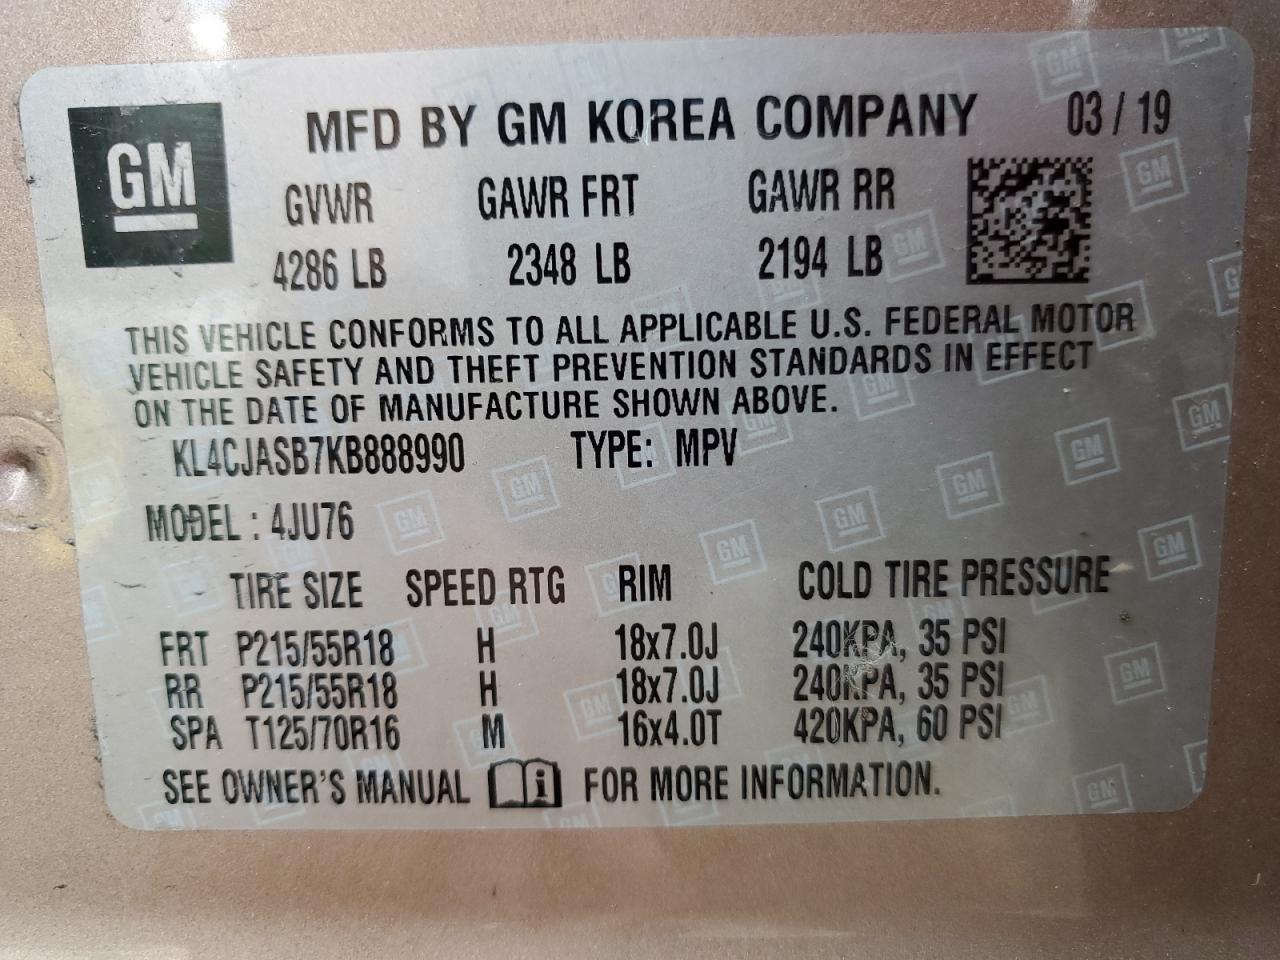 GM
MFD BY GM KOREA COMPANY 03 / 19
GVWR GAWR FRT GAWR RR
4286 LB 2348 LB 2194 LB
THIS VEHICLE CONFORMS TO ALL APPLICABLE U.S. FEDERAL MOTOR
VEHICLE SAFETY AND THEFT PREVENTION STANDARDS IN EFFECT
ON THE DATE OF MANUFACTURE SHOWN ABOVE.
KL4CJASB7KB888990 TYPE: MPV
MODEL : 4JU76
TIRE SIZE SPEED RTG RIM COLD TIRE PRESSURE
FRT P215/55R18 H 18x7.0J 240KPA, 35 PSI
RR P215/55R18 H 18x7.0J 240KPA, 35 PSI
SPA T125/70R16 M 16x4.0T 420KPA, 60 PSI
SEE OWNER'S MANUAL i FOR MORE INFORMATION.